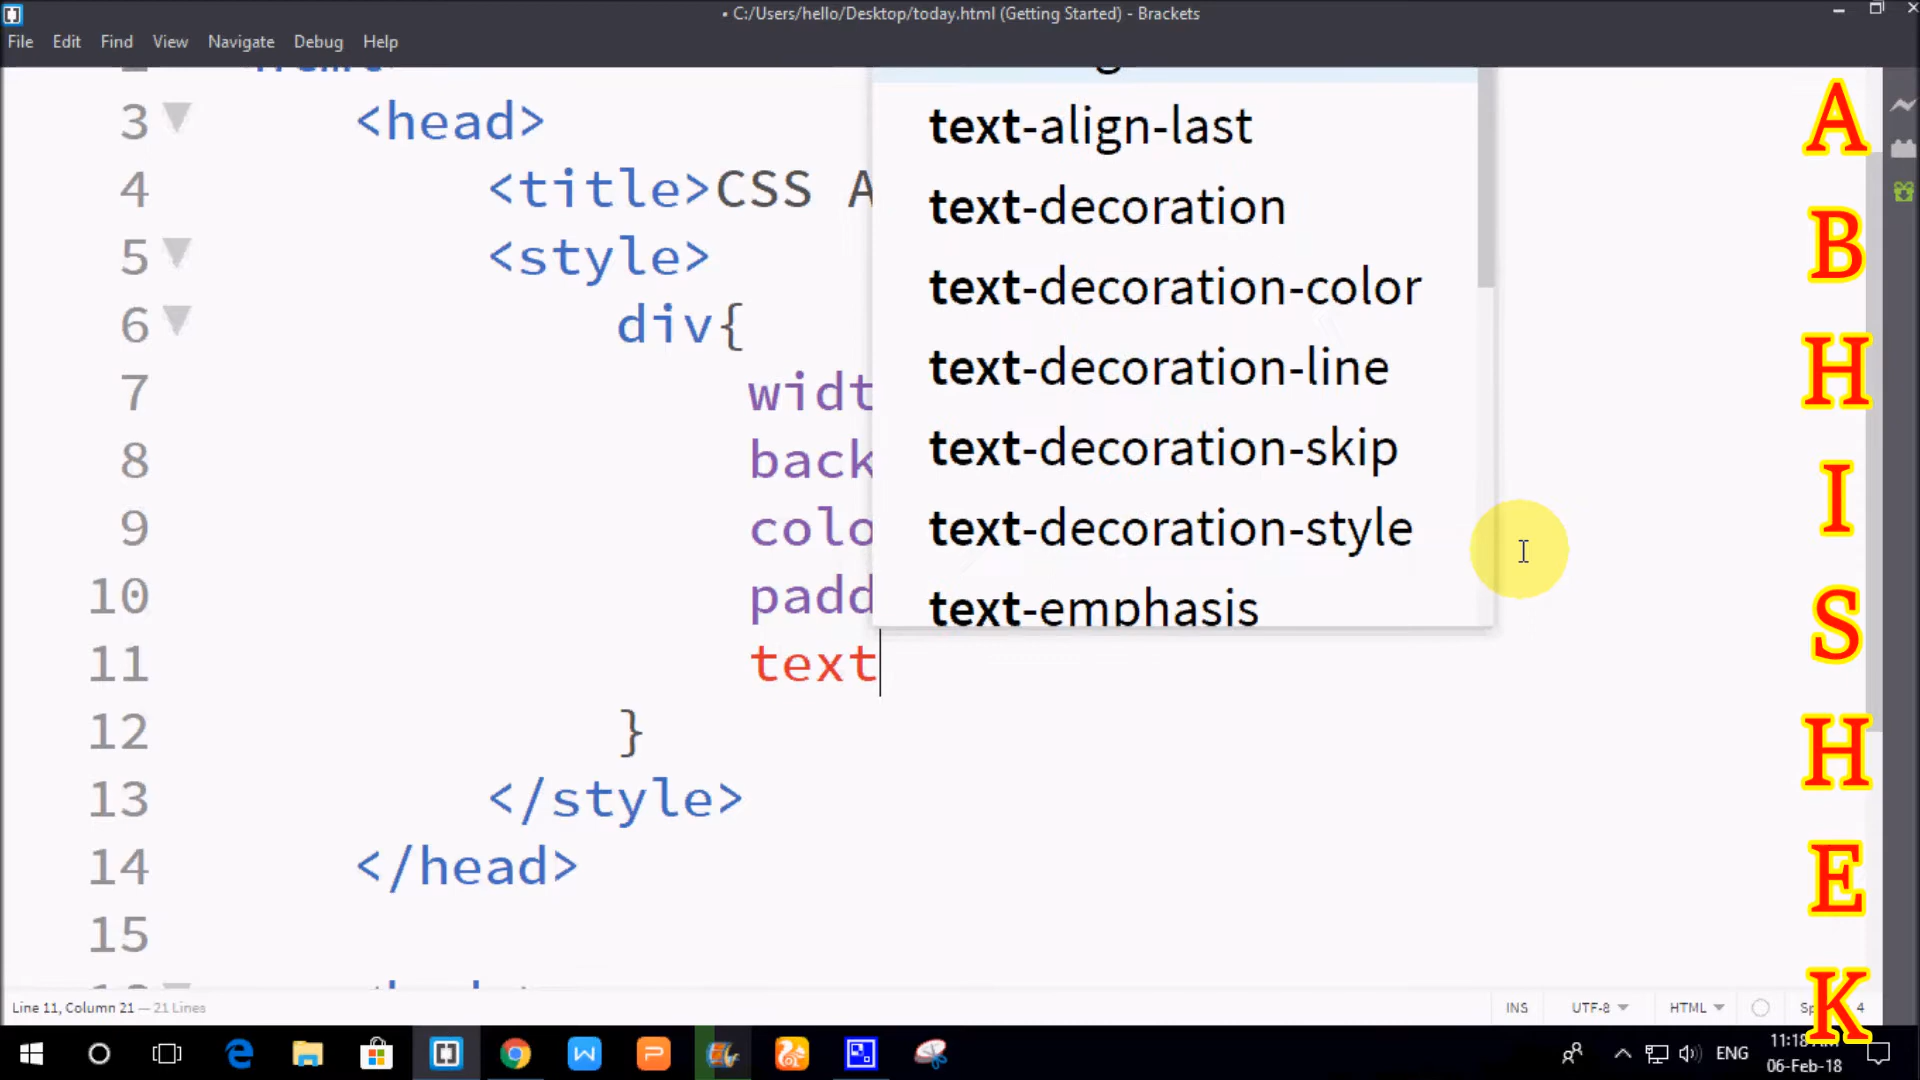 • C:/Users/hello/Desktop/today.html (Getting Started) - Brackets
File Edit Find View Navigate Debug Help
3 <head>
text-align-last
4 <title>CSS A
text-decoration
5 <style>
text-decoration-color
6 div{
text-decoration-line
7 widt
8 back
text-decoration-skip
9 colo
text-decoration-style
10 padd
text-emphasis
11 text
12 }
13 </style>
14 </head>
15
A
B
H
I
S
H
E
K
Line 11, Column 21 — 21 Lines
INS UTF-8 HTML 4
ENG
06-Feb-18